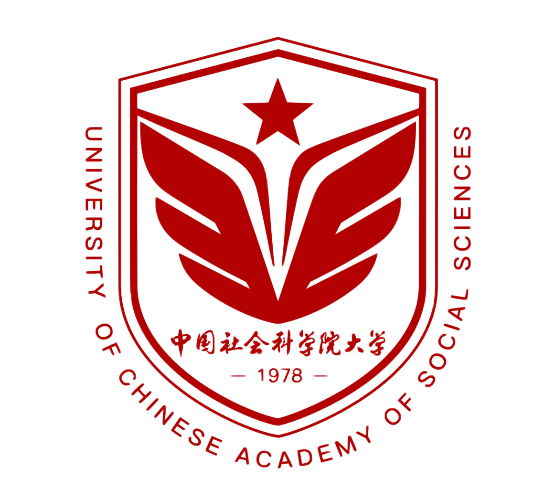 中国社会科学院大学
– 1978 –
UNIVERSITY OF CHINESE ACADEMY OF SOCIAL SCIENCES